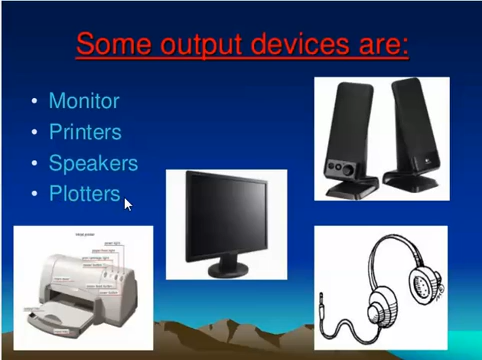 Some output devices are:
• Monitor
• Printers
• Speakers
• Plotters